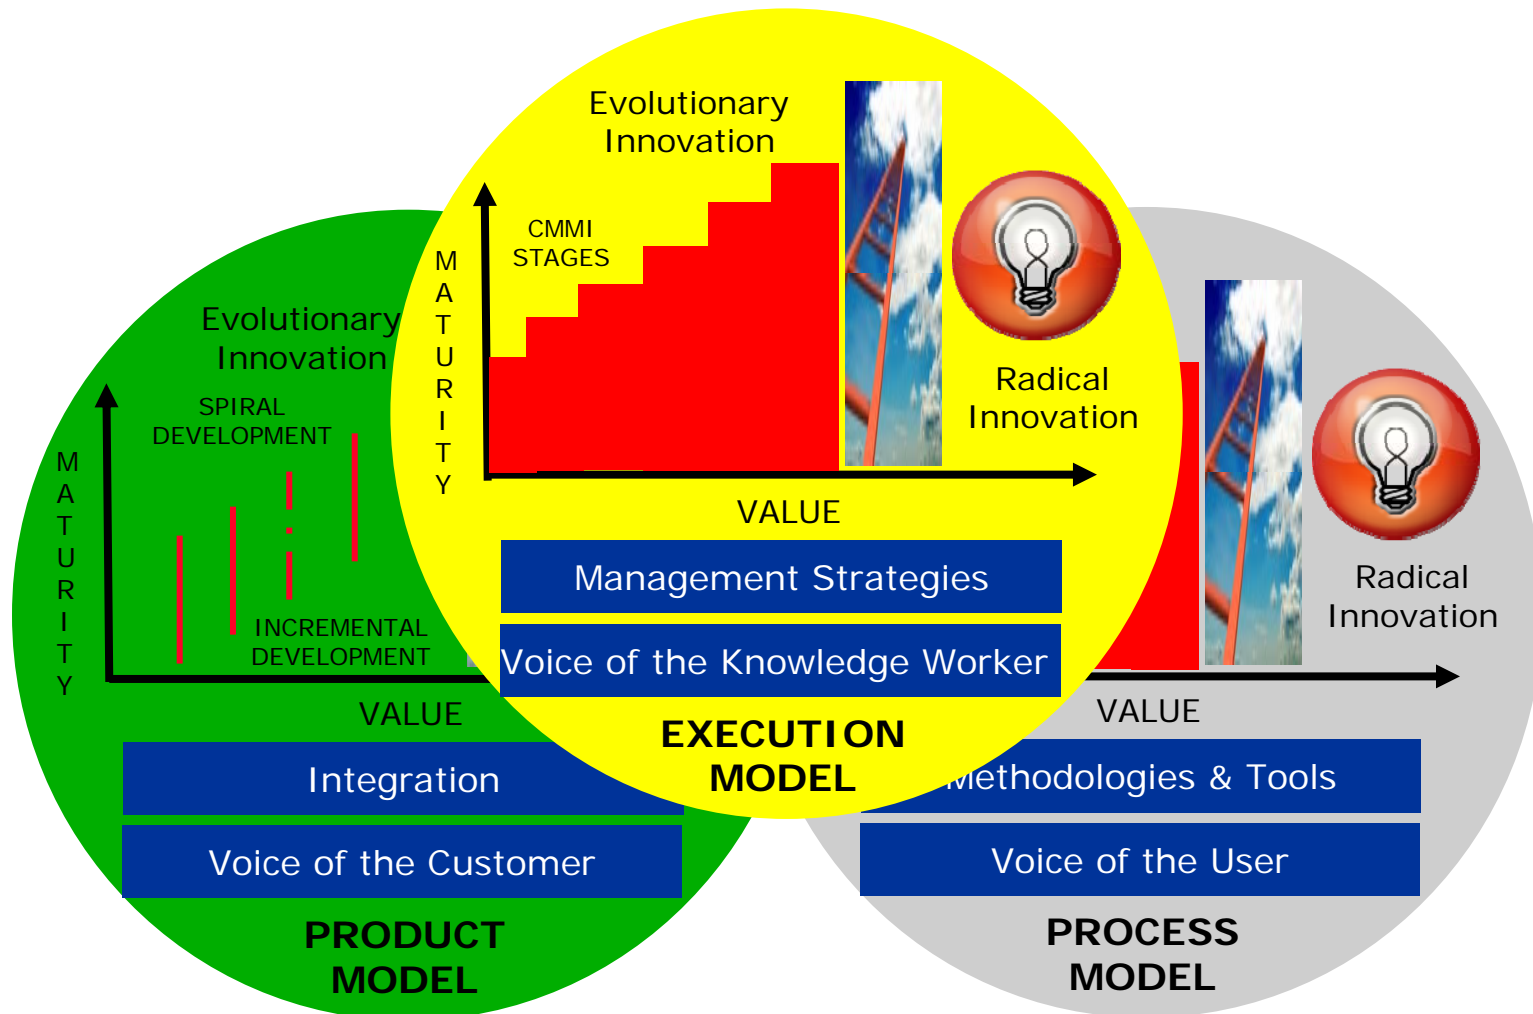 Evolutionary
Innovation
CMMI
STAGES
MATURITY
Radical
Innovation
VALUE
Management Strategies
Voice of the Knowledge Worker
EXECUTION
MODEL
Evolutionary
Innovation
SPIRAL
DEVELOPMENT
MATURITY
INCREMENTAL
DEVELOPMENT
VALUE
Integration
Voice of the Customer
PRODUCT
MODEL
Radical
Innovation
VALUE
Methodologies & Tools
Voice of the User
PROCESS
MODEL